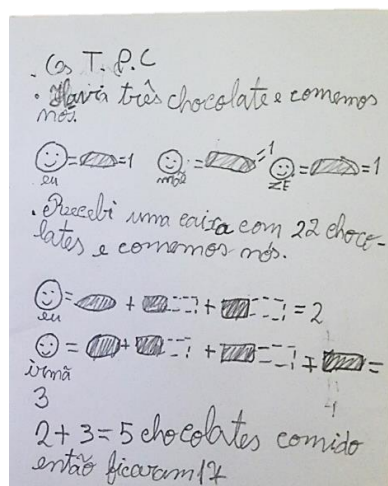 . Os T. P. C
. Havia três chocolate e comemos
nós.
=1 =1 =1
eu mãe ZE
. Recebi uma caixa com 22 choco-
lates e comemos nós.
= + + = 2
eu
= + + + =
irmã
3
2 + 3 = 5 chocolates comido
então ficaram 17